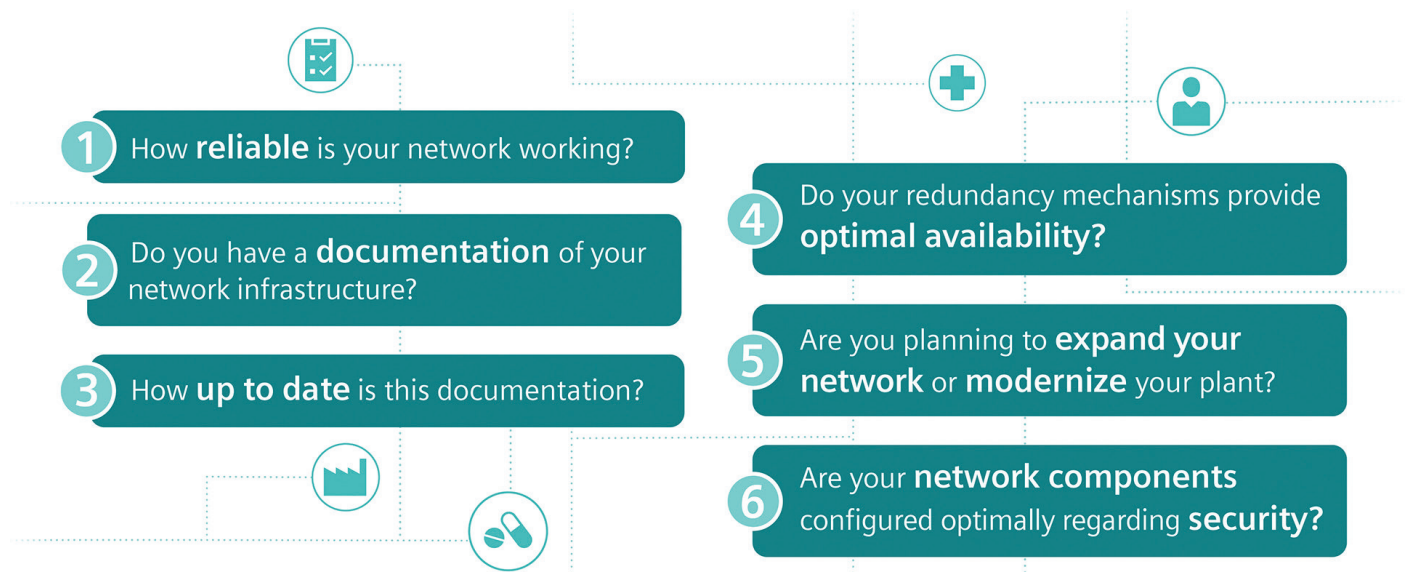 1 How reliable is your network working?
2 Do you have a documentation of your
network infrastructure?
3 How up to date is this documentation?
4 Do your redundancy mechanisms provide
optimal availability?
5 Are you planning to expand your
network or modernize your plant?
6 Are your network components
configured optimally regarding security?